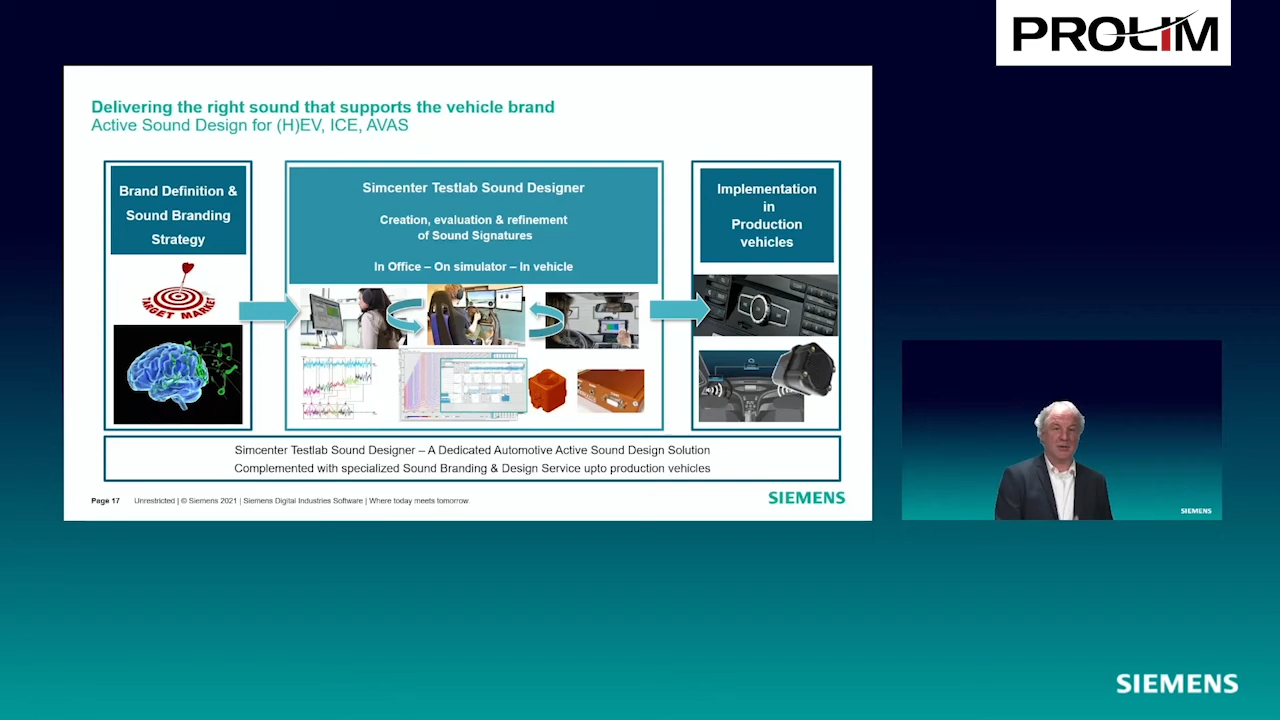 PROLIM
Delivering the right sound that supports the vehicle brand
Active Sound Design for (H)EV, ICE, AVAS
Brand Definition &
Sound Branding
Strategy
TARGET MARKET
Simcenter Testlab Sound Designer
Creation, evaluation & refinement
of Sound Signatures
In Office – On simulator – In vehicle
Implementation
in
Production
vehicles
Simcenter Testlab Sound Designer – A Dedicated Automotive Active Sound Design Solution
Complemented with specialized Sound Branding & Design Service upto production vehicles
Page 17 Unrestricted | © Siemens 2021 | Siemens Digital Industries Software | Where today meets tomorrow.
SIEMENS
SIEMENS
SIEMENS